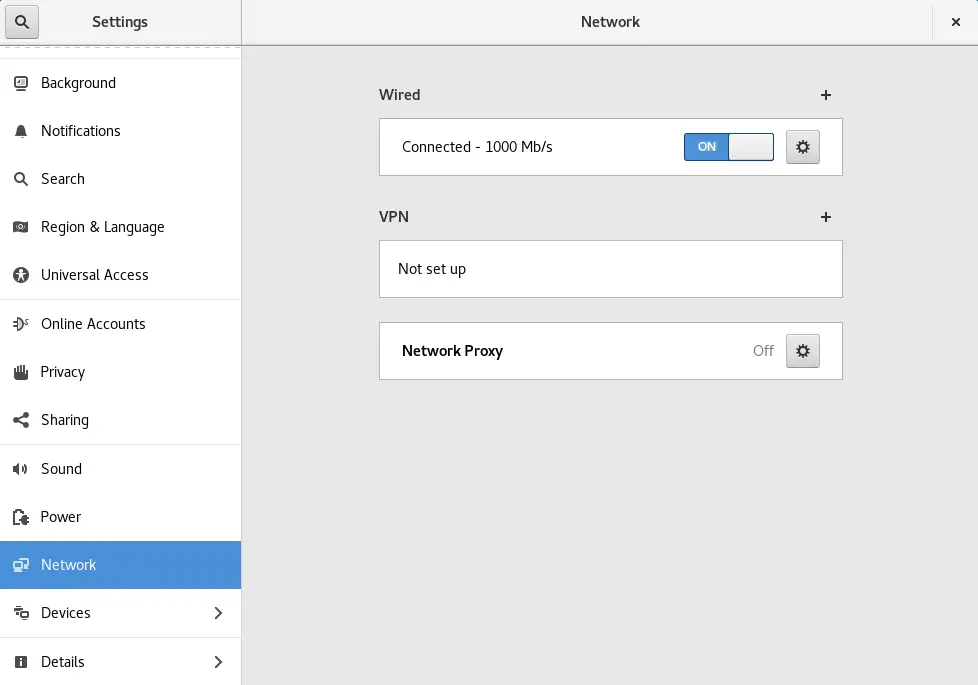 Settings
Network
Background
Notifications
Search
Region & Language
Universal Access
Online Accounts
Privacy
Sharing
Sound
Power
Network
Devices
Details
Wired
Connected - 1000 Mb/s
ON
VPN
Not set up
Network Proxy
Off